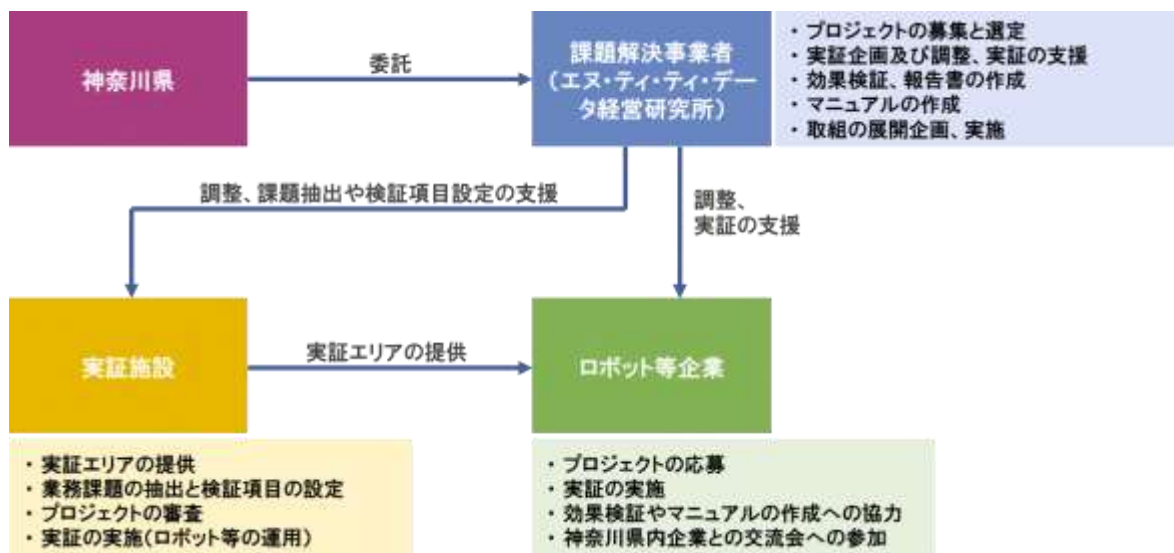 神奈川県
委託
課題解決事業者
(エヌ・ティ・ティ・デー
タ経営研究所)
・ プロジェクトの募集と選定
・ 実証企画及び調整、実証の支援
・ 効果検証、報告書の作成
・ マニュアルの作成
・ 取組の展開企画、実施
調整、課題抽出や検証項目設定の支援
調整、
実証の支援
実証施設
実証エリアの提供
ロボット等企業
・ 実証エリアの提供
・ 業務課題の抽出と検証項目の設定
・ プロジェクトの審査
・ 実証の実施(ロボット等の運用)
・ プロジェクトの応募
・ 実証の実施
・ 効果検証やマニュアルの作成への協力
・ 神奈川県内企業との交流会への参加